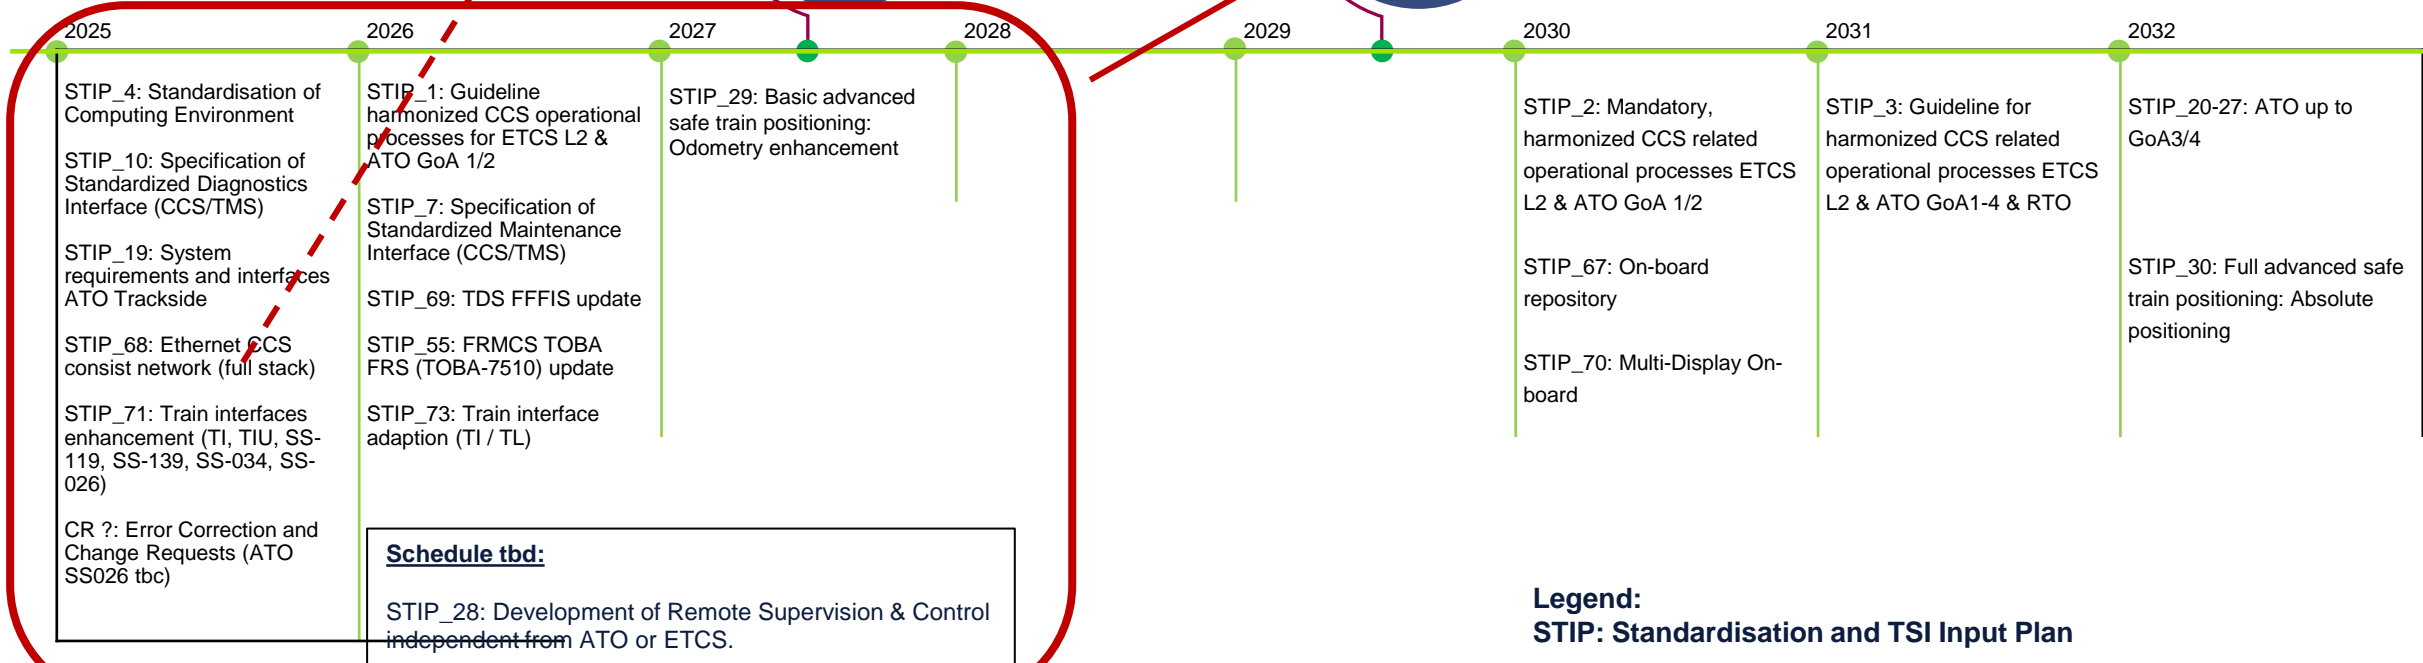 2025
2026
2027
2028
2029
2030
2031
2032
STIP_4: Standardisation of
Computing Environment
STIP_10: Specification of
Standardized Diagnostics
Interface (CCS/TMS)
STIP_19: System
requirements and interfaces
ATO Trackside
STIP_68: Ethernet CCS
consist network (full stack)
STIP_71: Train interfaces
enhancement (TI, TIU, SS-
119, SS-139, SS-034, SS-
026)
CR ?: Error Correction and
Change Requests (ATO
SS026 tbc)
STIP_1: Guideline
harmonized CCS operational
processes for ETCS L2 &
ATO GoA 1/2
STIP_7: Specification of
Standardized Maintenance
Interface (CCS/TMS)
STIP_69: TDS FFFIS update
STIP_55: FRMCS TOBA
FRS (TOBA-7510) update
STIP_73: Train interface
adaption (TI / TL)
STIP_29: Basic advanced
safe train positioning:
Odometry enhancement
Schedule tbd:
STIP_28: Development of Remote Supervision & Control
independent from ATO or ETCS.
STIP_2: Mandatory,
harmonized CCS related
operational processes ETCS
L2 & ATO GoA 1/2
STIP_67: On-board
repository
STIP_70: Multi-Display On-
board
STIP_3: Guideline for
harmonized CCS related
operational processes ETCS
L2 & ATO GoA1-4 & RTO
STIP_20-27: ATO up to
GoA3/4
STIP_30: Full advanced safe
train positioning: Absolute
positioning
Legend:
STIP: Standardisation and TSI Input Plan